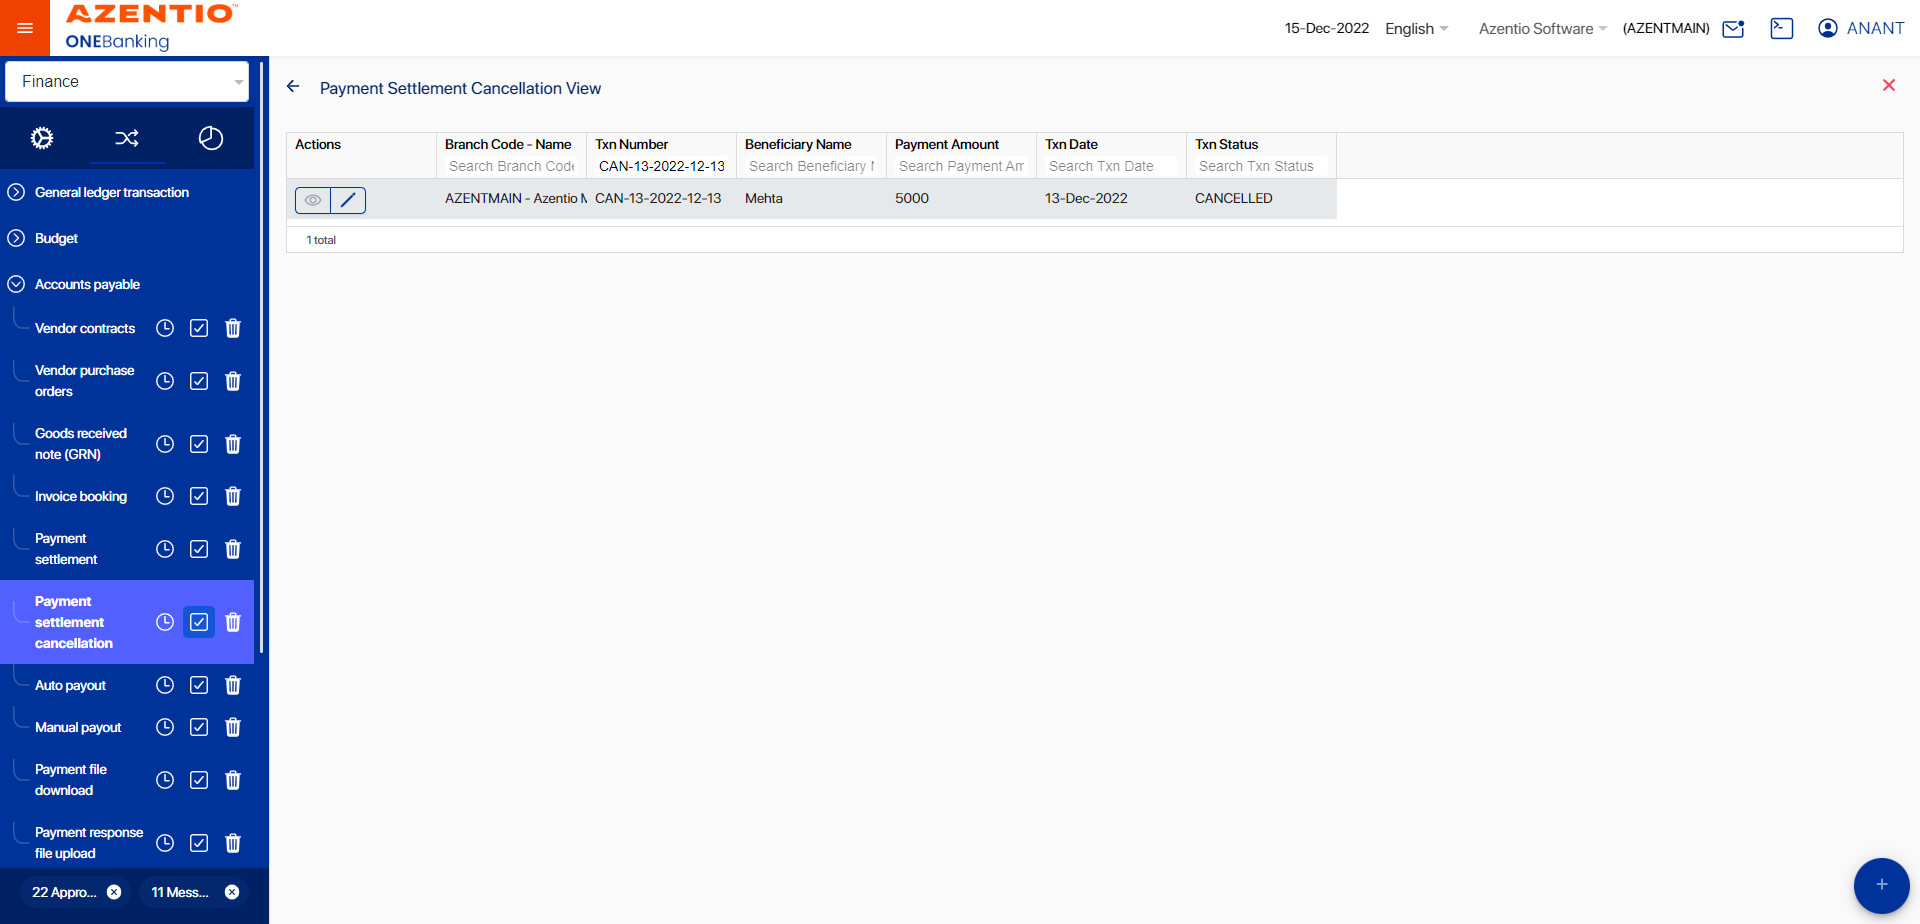 AZENTIO™
ONEBanking
15-Dec-2022 English Azentio Software (AZENTMAIN) ANANT
Finance
General ledger transaction
Budget
Accounts payable
Vendor contracts
Vendor purchase
orders
Goods received
note (GRN)
Invoice booking
Payment
settlement
Payment
settlement
cancellation
Auto payout
Manual payout
Payment file
download
Payment response
file upload
22 Appro... 11 Mess...
Payment Settlement Cancellation View
Actions Branch Code - Name Txn Number Beneficiary Name Payment Amount Txn Date Txn Status
Search Branch Code CAN-13-2022-12-13 Search Beneficiary N Search Payment Am Search Txn Date Search Txn Status
AZENTMAIN - Azentio M CAN-13-2022-12-13 Mehta 5000 13-Dec-2022 CANCELLED
1 total